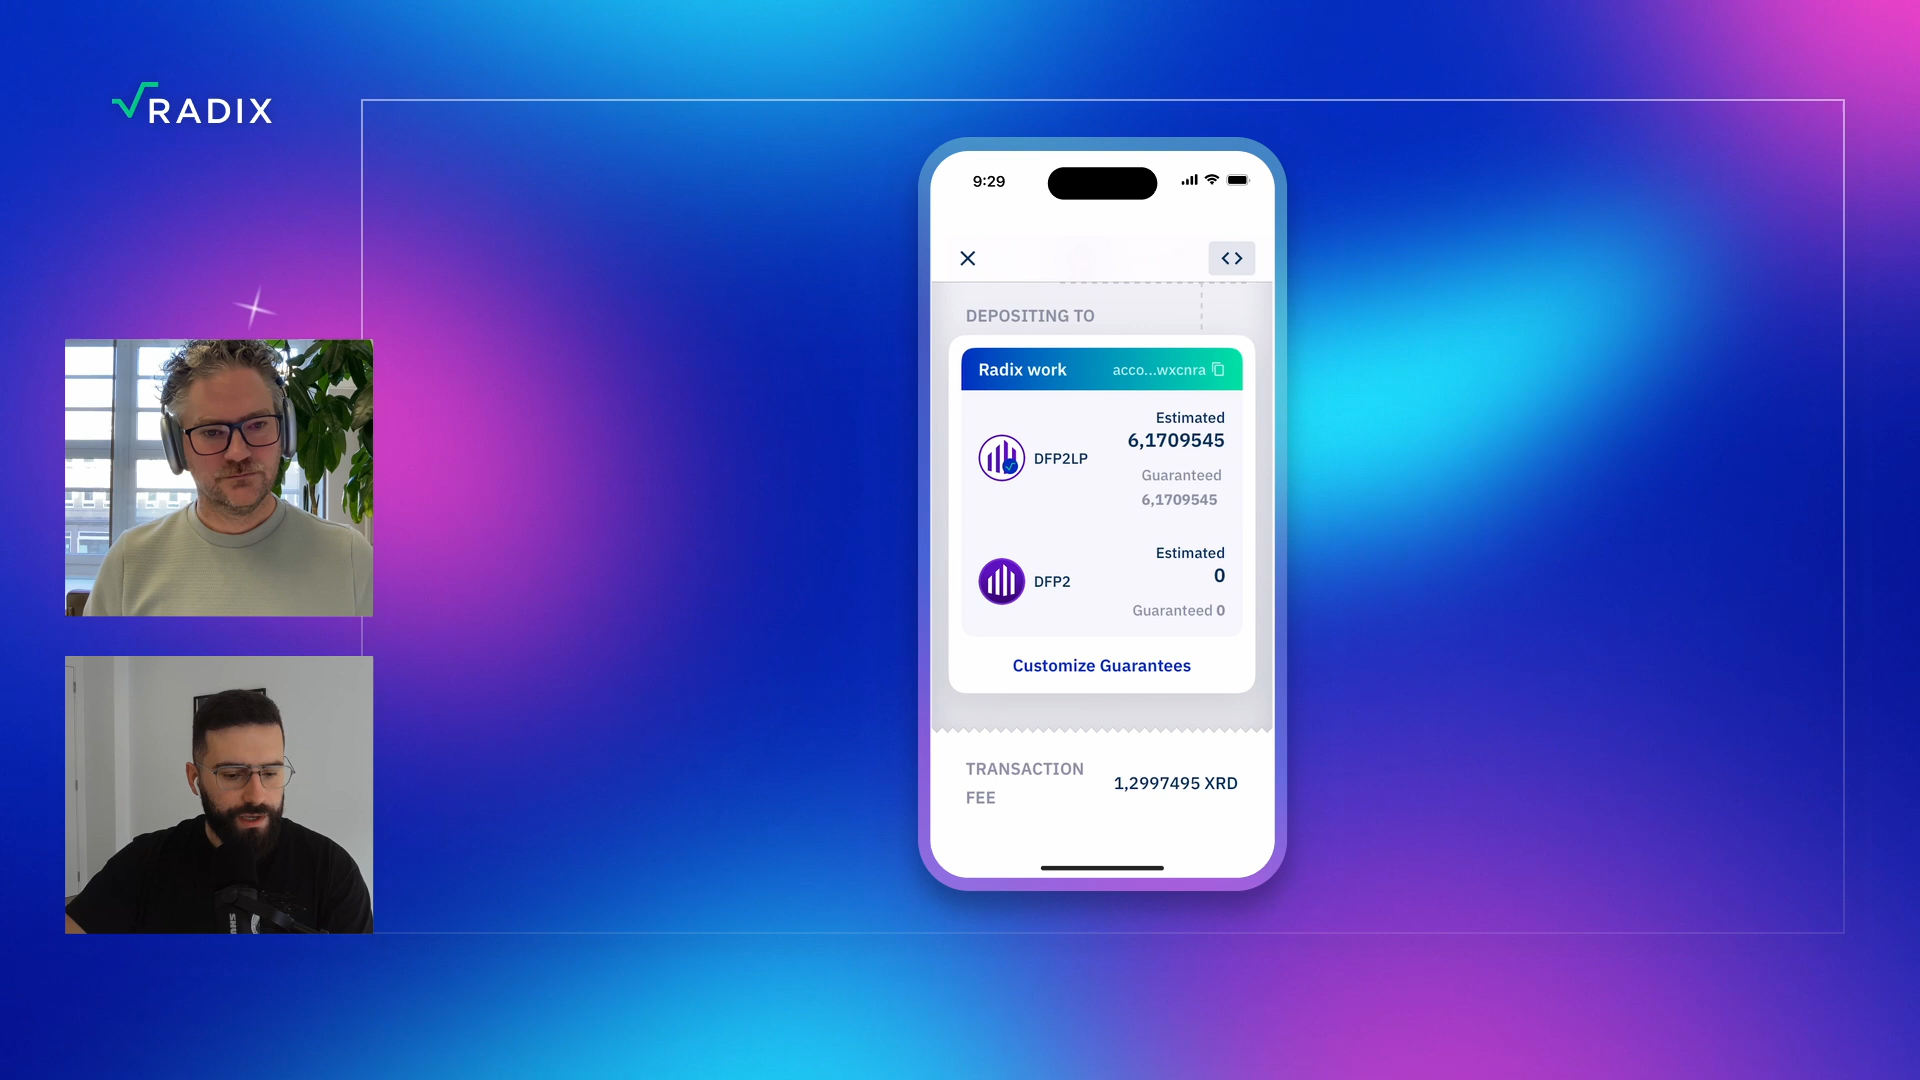 RADIX
9:29
DEPOSITING TO
Radix work acco...wxcnra
Estimated
6,1709545
DFP2LP
Guaranteed
6,1709545
Estimated
0
DFP2
Guaranteed 0
Customize Guarantees
TRANSACTION
FEE
1,2997495 XRD